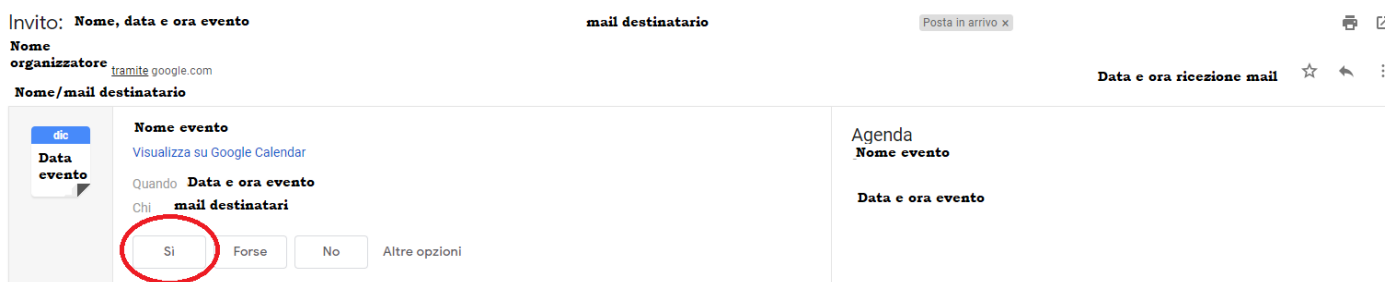 Invito: Nome, data e ora evento mail destinatario Posta in arrivo x
Nome
organizzatore tramite google.com
Data e ora ricezione mail
Nome/mail destinatario
dic
Data
evento
Nome evento
Visualizza su Google Calendar
Quando Data e ora evento
Chi mail destinatari
Sì Forse No Altre opzioni
Agenda
Nome evento
Data e ora evento